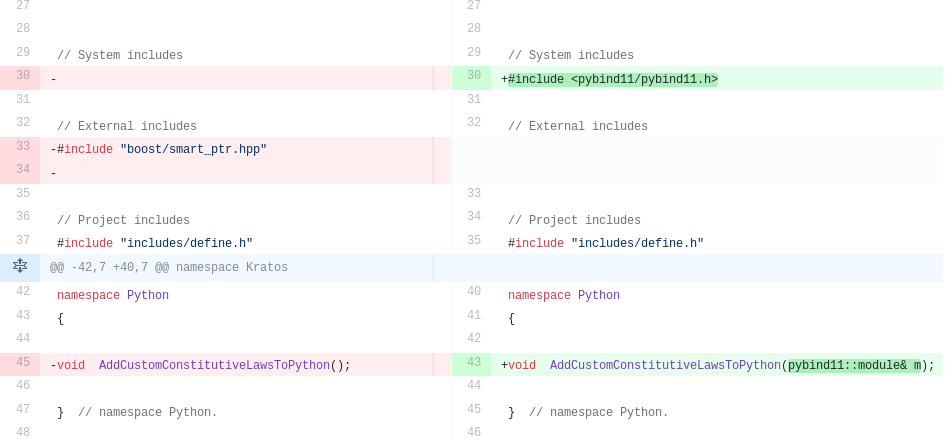 27 27
28 28
29 // System includes 29 // System includes
30 - 30 +#include <pybind11/pybind11.h>
31 31
32 // External includes 32 // External includes
33 -#include "boost/smart_ptr.hpp"
34 -
35 33
36 // Project includes 34 // Project includes
37 #include "includes/define.h" 35 #include "includes/define.h"
@@ -42,7 +40,7 @@ namespace Kratos
42 namespace Python 40 namespace Python
43 { 41 {
44 42
45 -void  AddCustomConstitutiveLawsToPython(); 43 +void  AddCustomConstitutiveLawsToPython(pybind11::module& m);
46 44
47 }  // namespace Python. 45 }  // namespace Python.
48 46